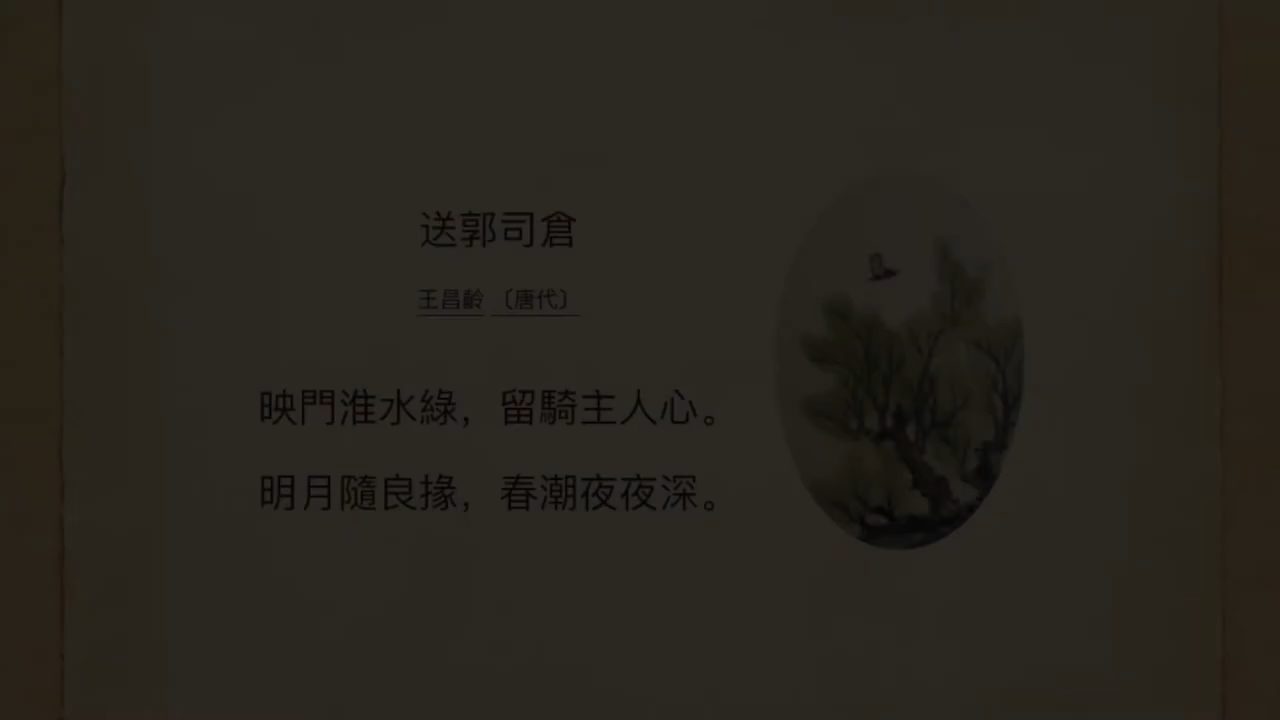 送郭司倉
王昌齡 〔唐代〕
映門淮水綠，留騎主人心。
明月隨良掾，春潮夜夜深。